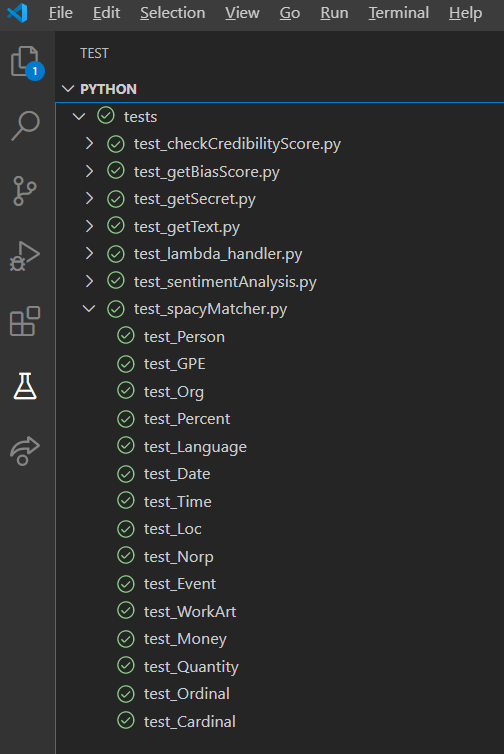 File Edit Selection View Go Run Terminal Help
TEST
1
PYTHON
tests
test_checkCredibilityScore.py
test_getBiasScore.py
test_getSecret.py
test_getText.py
test_lambda_handler.py
test_sentimentAnalysis.py
test_spacyMatcher.py
test_Person
test_GPE
test_Org
test_Percent
test_Language
test_Date
test_Time
test_Loc
test_Norp
test_Event
test_WorkArt
test_Money
test_Quantity
test_Ordinal
test_Cardinal